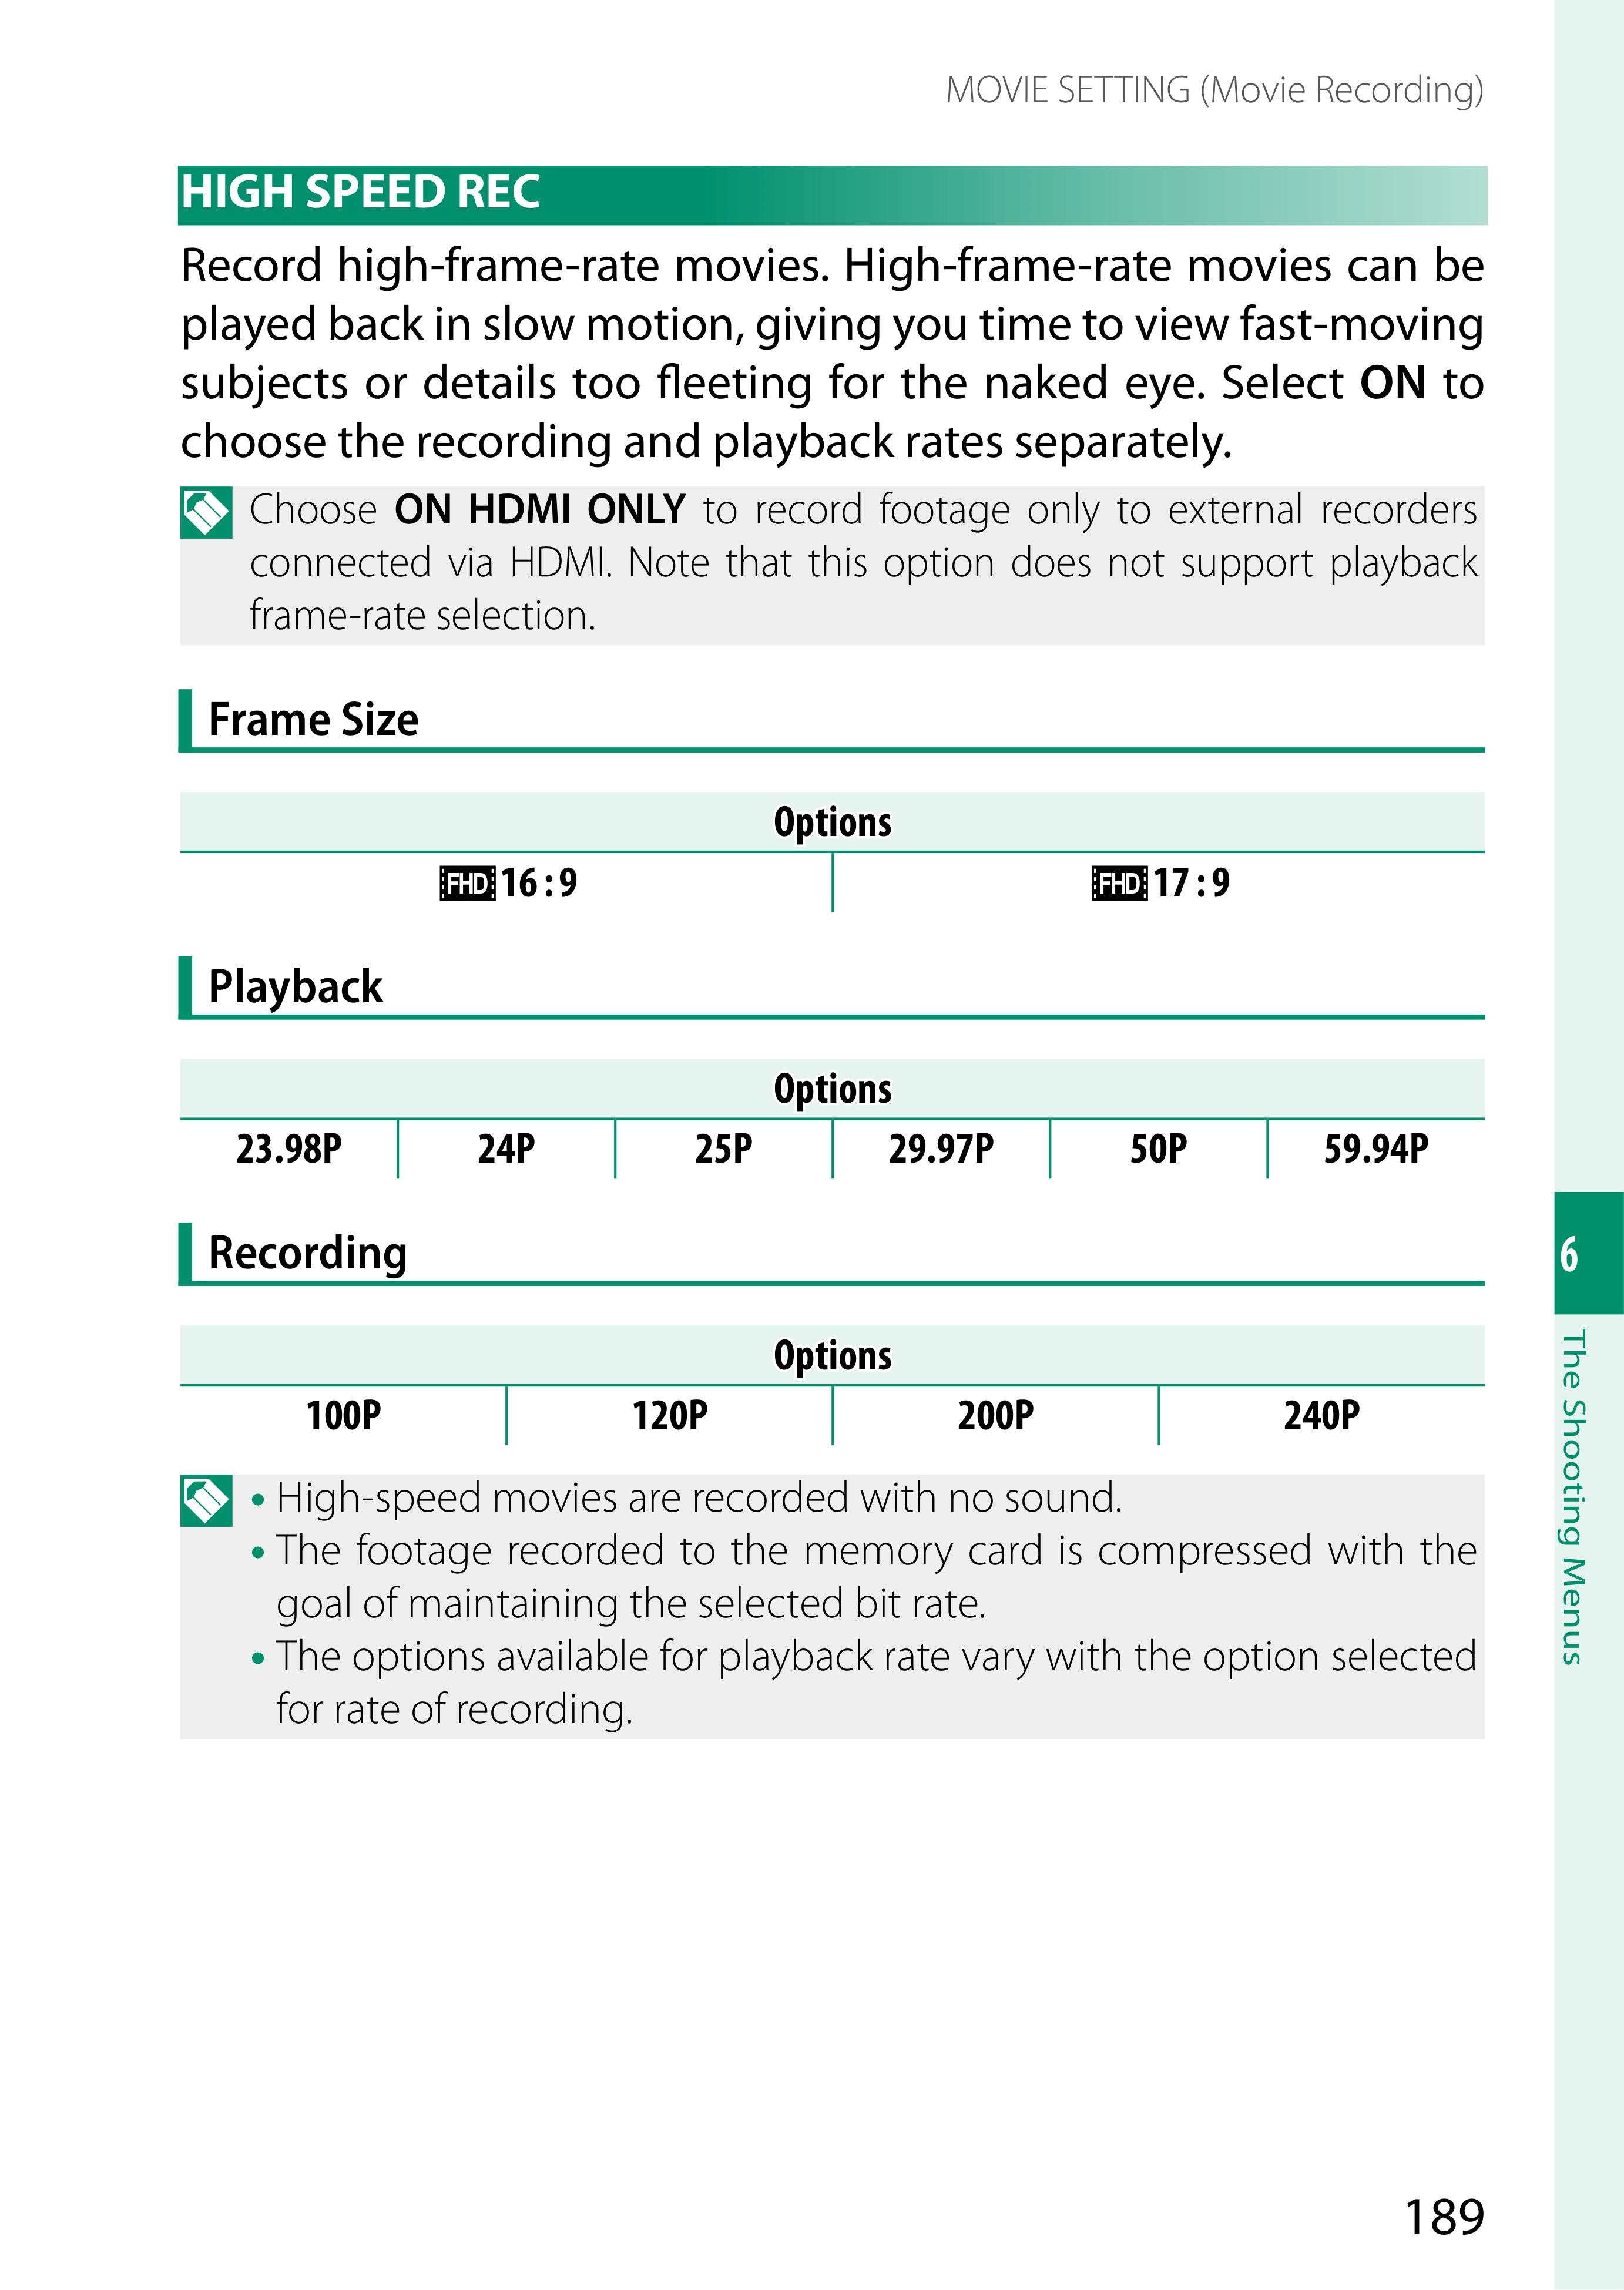 MOVIE SETTING (Movie Recording)
HIGH SPEED REC
Record high-frame-rate movies. High-frame-rate movies can be
played back in slow motion, giving you time to view fast-moving
subjects or details too fleeting for the naked eye. Select ON to
choose the recording and playback rates separately.
Choose ON HDMI ONLY to record footage only to external recorders
connected via HDMI. Note that this option does not support playback
frame-rate selection.
Frame Size
Options
FHD 16 : 9 FHD 17 : 9
Playback
Options
23.98P 24P 25P 29.97P 50P 59.94P
Recording
Options
100P 120P 200P 240P
• High-speed movies are recorded with no sound.
• The footage recorded to the memory card is compressed with the
goal of maintaining the selected bit rate.
• The options available for playback rate vary with the option selected
for rate of recording.
6
The Shooting Menus
189